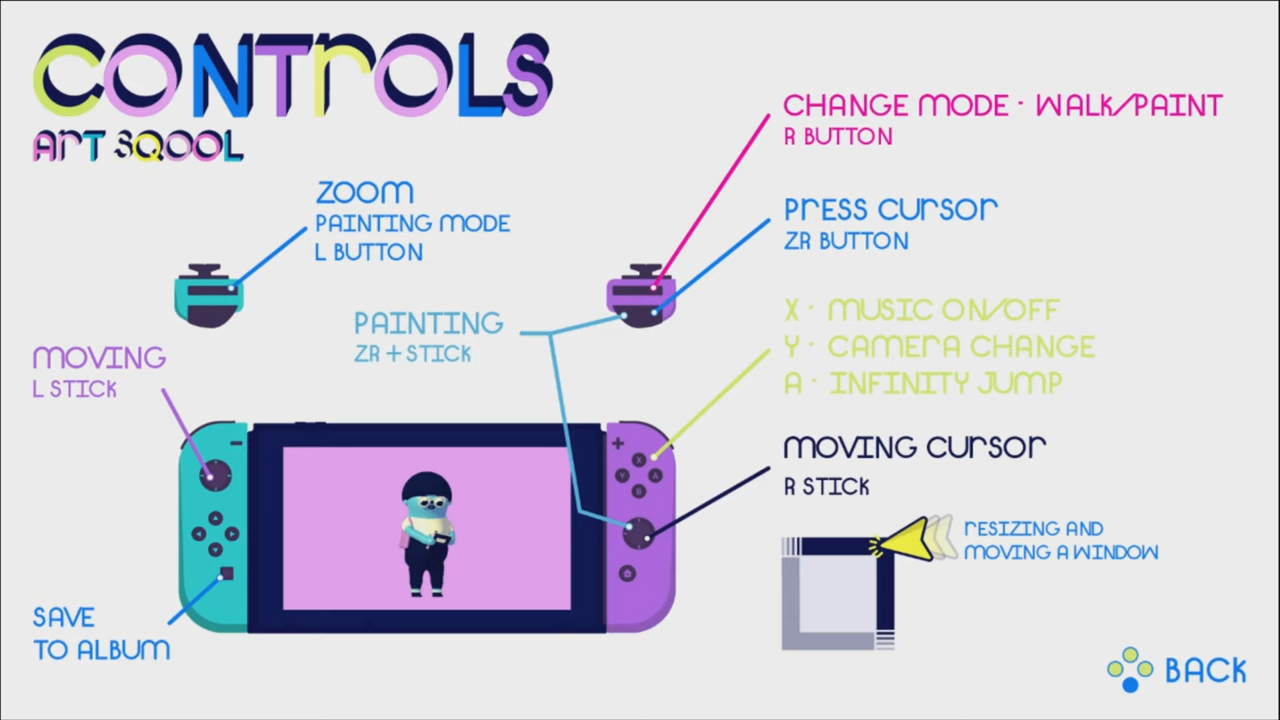 CONTROLS
ART SQOOL
CHANGE MODE · WALK/PAINT
R BUTTON
ZOOM
PAINTING MODE
L BUTTON
PRESS CURSOR
ZR BUTTON
PAINTING
ZR + STICK
X · MUSIC ON/OFF
Y · CAMERA CHANGE
A · INFINITY JUMP
MOVING
L STICK
MOVING CURSOR
R STICK
X
Y
A
B
RESIZING AND
MOVING A WINDOW
SAVE
TO ALBUM
BACK